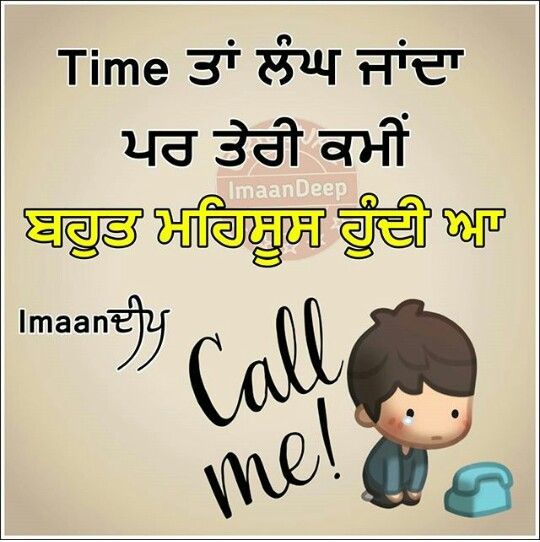 Time ਤਾਂ ਲੰਘ ਜਾਂਦਾ
ਪਰ ਤੇਰੀ ਕਮੀਂ
ImaanDeep
ਬਹੁਤ ਮਹਿਸੂਸ ਹੁੰਦੀ ਆ
Imaanਦੀਪ
Call
me!